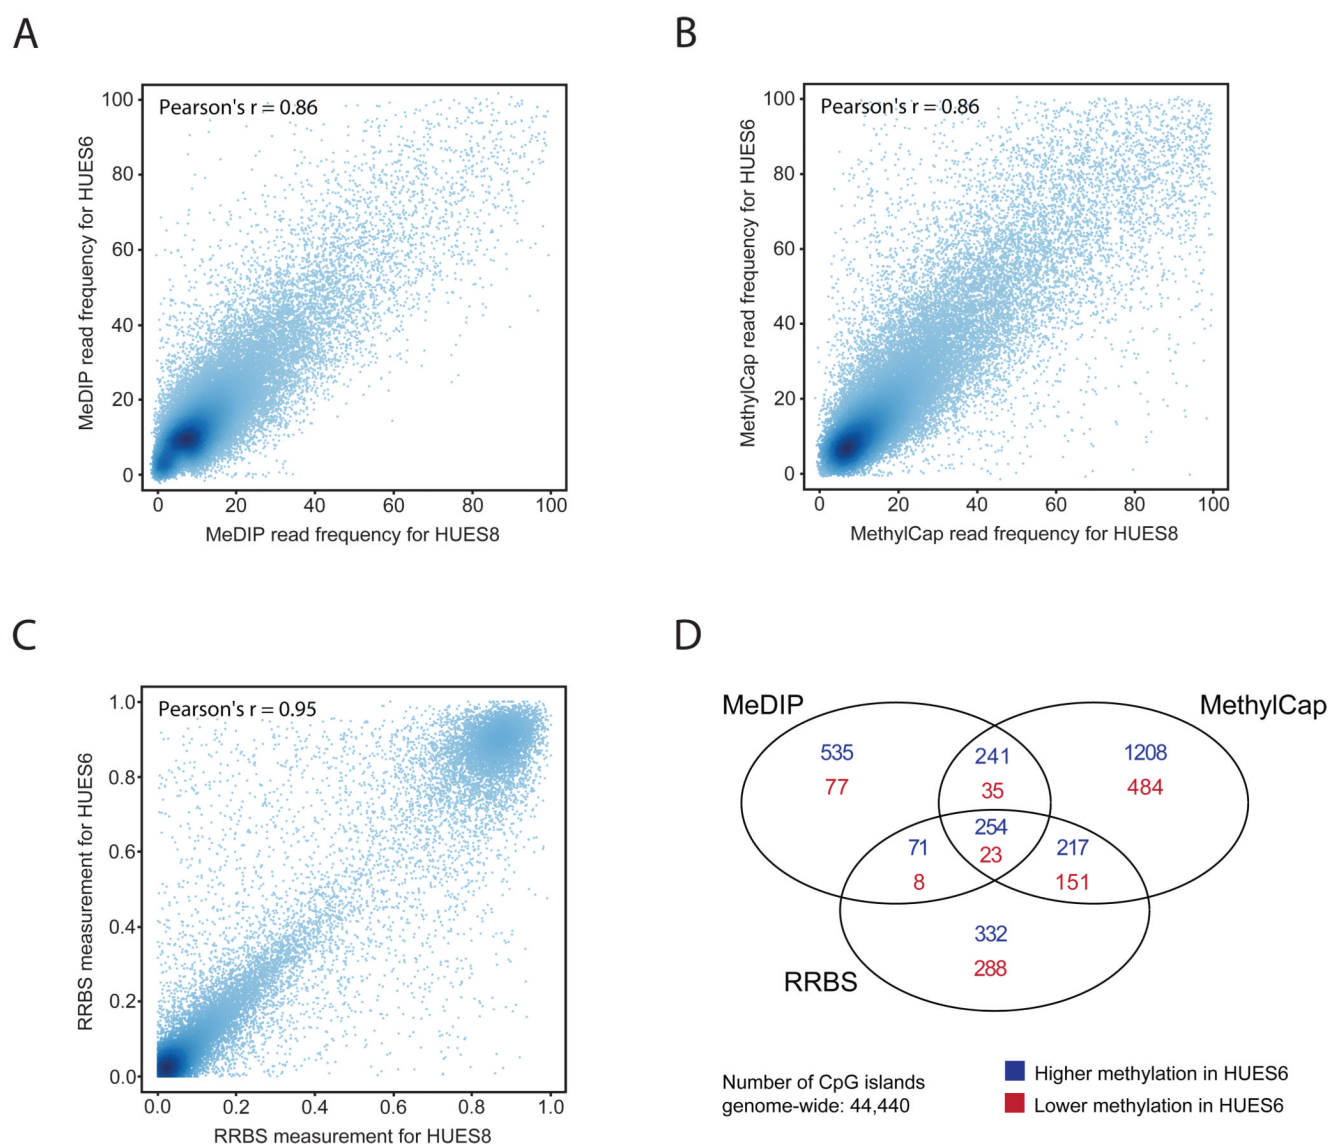 A
Pearson's r = 0.86
MeDIP read frequency for HUES6
100
80
60
40
20
0
0 20 40 60 80 100
MeDIP read frequency for HUES8
B
Pearson's r = 0.86
MethylCap read frequency for HUES6
100
80
60
40
20
0
0 20 40 60 80 100
MethylCap read frequency for HUES8
C
Pearson's r = 0.95
RRBS measurement for HUES6
1.0
0.8
0.6
0.4
0.2
0.0
0.0 0.2 0.4 0.6 0.8 1.0
RRBS measurement for HUES8
D
MeDIP
MethylCap
535 241 1208
77 35 484
254
71 217
23
8 151
332
288
RRBS
Number of CpG islands
genome-wide: 44,440
Higher methylation in HUES6
Lower methylation in HUES6